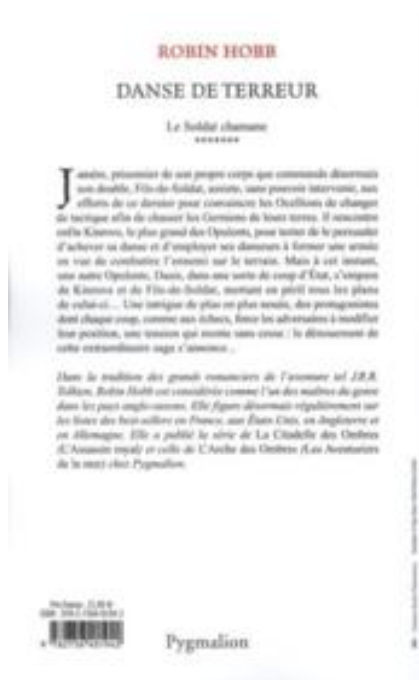 ROBIN HOBB
DANSE DE TERREUR
Le Soldat chamane
*******
Jamère, prisonnier de son propre corps que commande désormais
son double, Fils-de-Soldat, assiste, sans pouvoir intervenir, aux
efforts de ce dernier pour convaincre les Ocellions de changer
de tactique afin de chasser les Gerniens de leurs terres. Il rencontre
enfin Kinrove, le plus grand des Opulents, pour tenter de le persuader
d'achever sa danse et d'employer ses danseurs à former une armée
en vue de combattre l'ennemi sur le terrain. Mais à cet instant,
une autre Opulente, Dasie, dans une sorte de coup d'État, s'empare
de Kinrove et de Fils-de-Soldat, mettant en péril tous les plans
de celui-ci... Une intrigue de plus en plus nouée, des protagonistes
dont chaque coup, comme aux échecs, force les adversaires à modifier
leur position, une tension qui monte sans cesse : le dénouement de
cette extraordinaire saga s'annonce...
Dans la tradition des grands romanciers de l'aventure tel J.R.R.
Tolkien, Robin Hobb est considérée comme l'un des maîtres du genre
dans les pays anglo-saxons. Elle figure désormais régulièrement sur
les listes des best-sellers en France, aux États-Unis, en Angleterre et
en Allemagne. Elle a publié la série de La Citadelle des Ombres
(L'Assassin royal) et celle de L'Arche des Ombres (Les Aventuriers
de la mer) chez Pygmalion.
Pygmalion